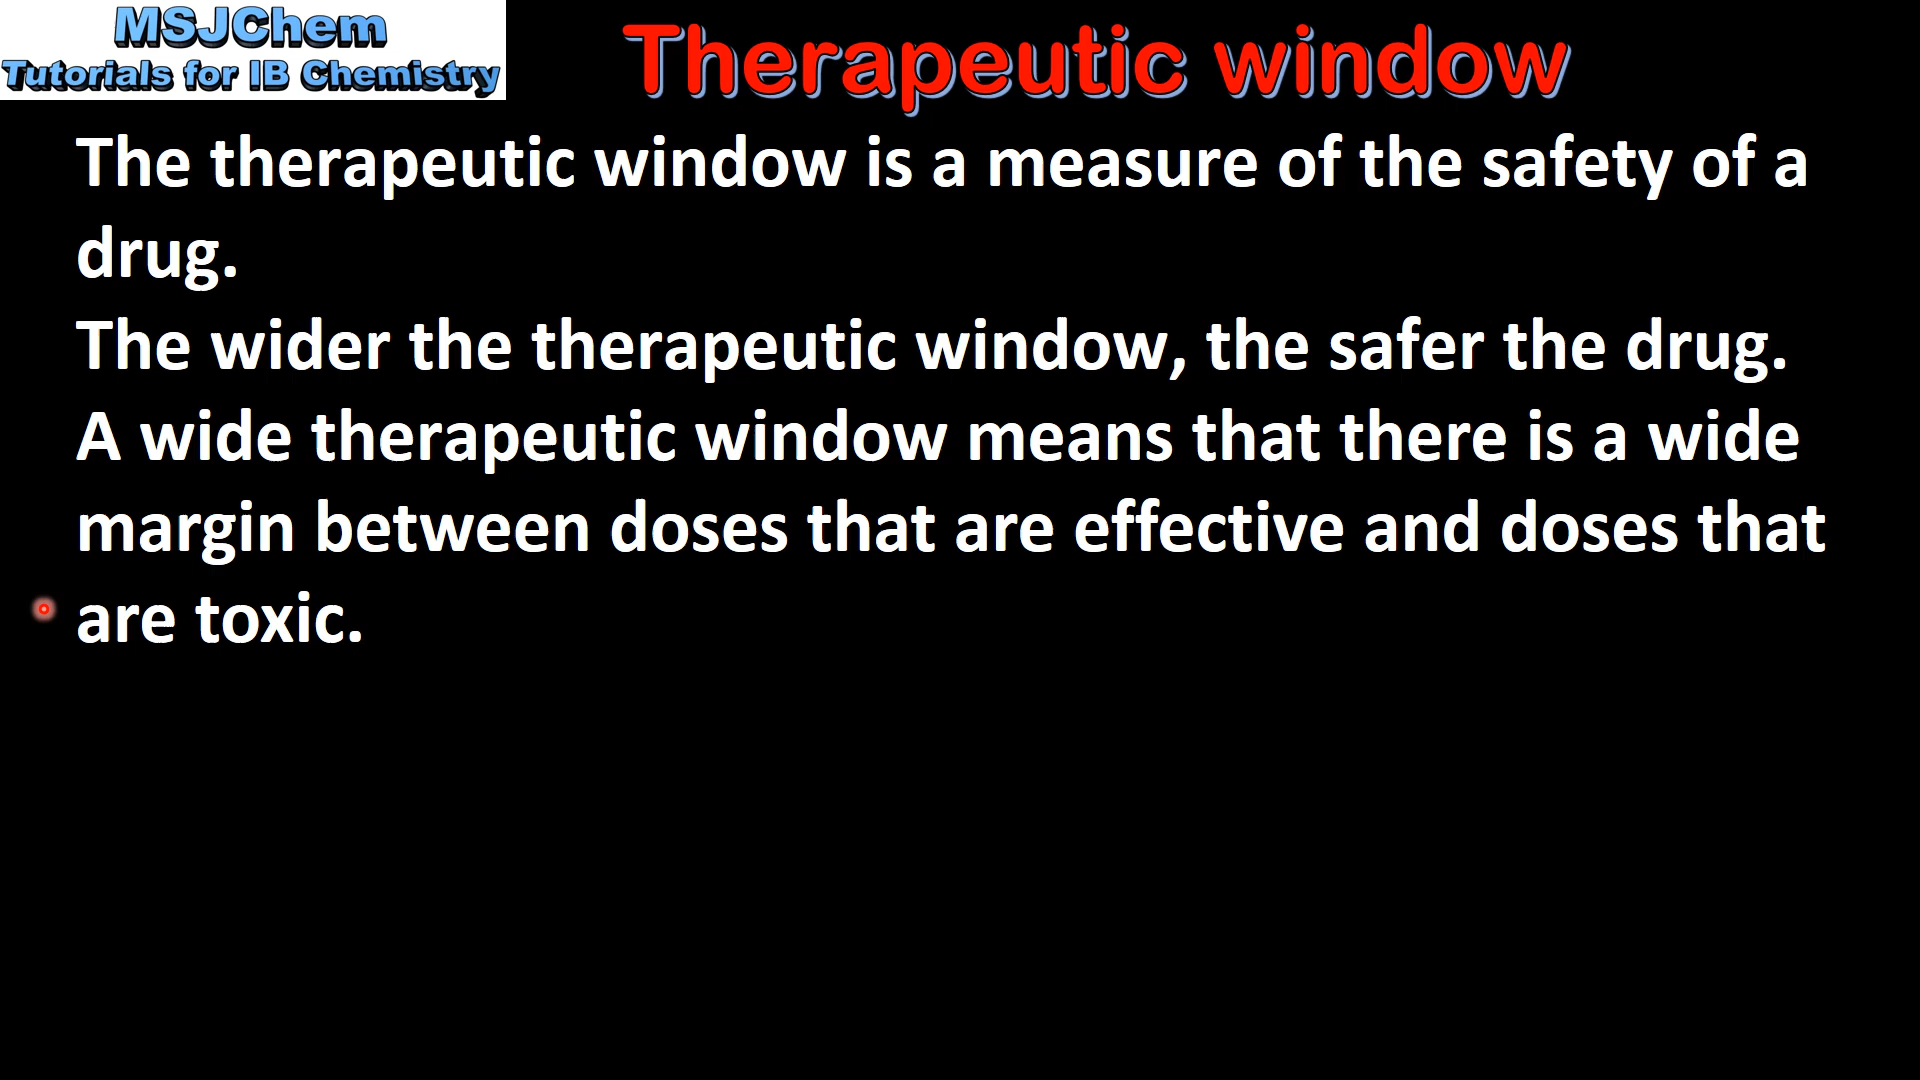 MSJChem
Tutorials for IB Chemistry
Therapeutic window
The therapeutic window is a measure of the safety of a
drug.
The wider the therapeutic window, the safer the drug.
A wide therapeutic window means that there is a wide
margin between doses that are effective and doses that
are toxic.